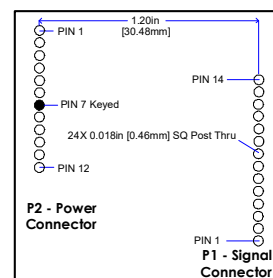 1.20in
[30.48mm]
PIN 1
PIN 14
PIN 7 Keyed
24X 0.018in [0.46mm] SQ Post Thru
PIN 12
P2 - Power
Connector
PIN 1
P1 - Signal
Connector